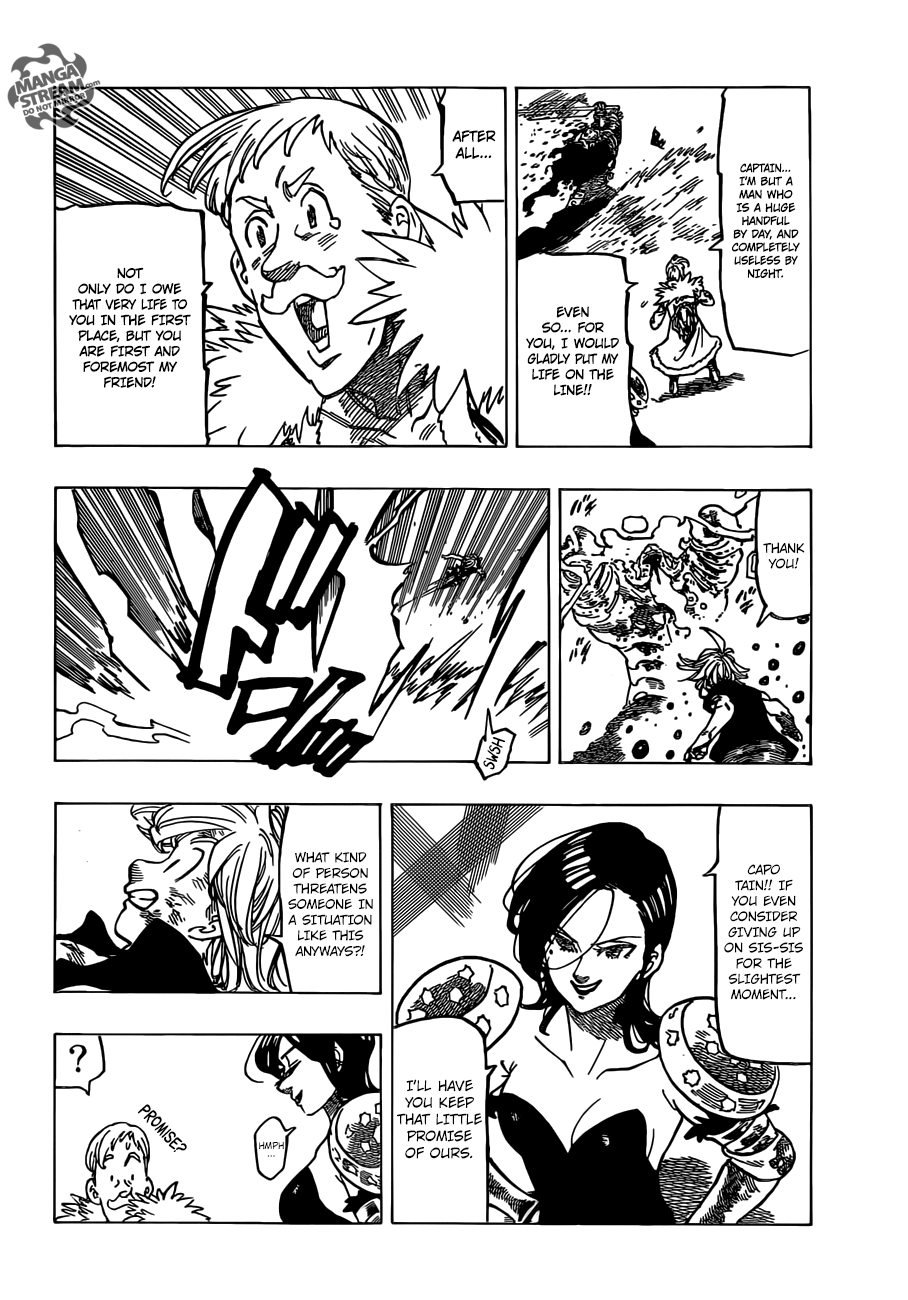 MANGA
STREAM.com
DO NOT MIRROR
CAPTAIN...
I'M BUT A
MAN WHO
IS A HUGE
HANDFUL
BY DAY, AND
COMPLETELY
USELESS BY
NIGHT.
EVEN
SO... FOR
YOU, I WOULD
GLADLY PUT MY
LIFE ON THE
LINE!!
AFTER
ALL...
NOT
ONLY DO I OWE
THAT VERY LIFE TO
YOU IN THE FIRST
PLACE, BUT YOU
ARE FIRST AND
FOREMOST MY
FRIEND!
THANK
YOU!
SWSH
CAPO
TAIN!! IF
YOU EVEN
CONSIDER
GIVING UP
ON SIS-SIS
FOR THE
SLIGHTEST
MOMENT...
I'LL HAVE
YOU KEEP
THAT LITTLE
PROMISE
OF OURS.
WHAT KIND
OF PERSON
THREATENS
SOMEONE IN
A SITUATION
LIKE THIS
ANYWAYS?!
HMPH
...
PROMISE?
?